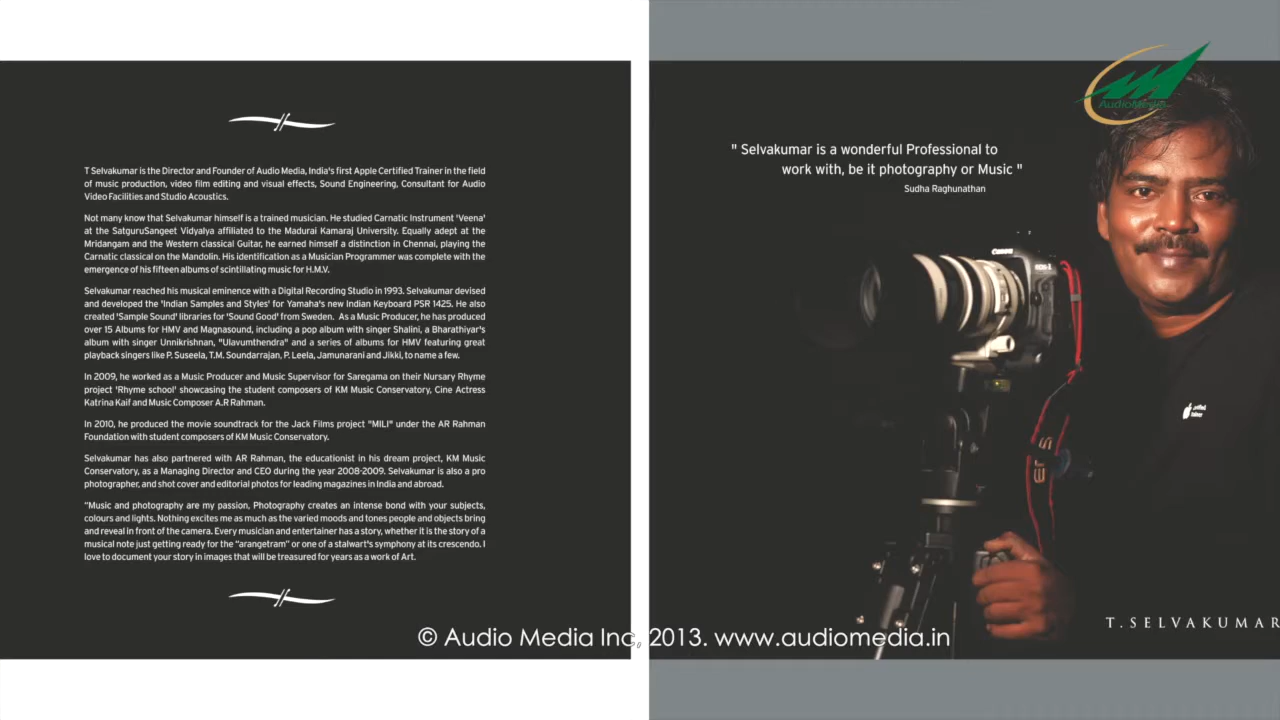 T Selvakumar is the Director and Founder of Audio Media, India's first Apple Certified Trainer in the field
of music production, video film editing and visual effects, Sound Engineering, Consultant for Audio
Video Facilities and Studio Acoustics.
Not many know that Selvakumar himself is a trained musician. He studied Carnatic Instrument 'Veena'
at the SatguruSangeet Vidyalya affiliated to the Madurai Kamaraj University. Equally adept at the
Mridangam and the Western classical Guitar, he earned himself a distinction in Chennai, playing the
Carnatic classical on the Mandolin. His identification as a Musician Programmer was complete with the
emergence of his fifteen albums of scintillating music for H.M.V.
Selvakumar reached his musical eminence with a Digital Recording Studio in 1993. Selvakumar devised
and developed the 'Indian Samples and Styles' for Yamaha's new Indian Keyboard PSR 1425. He also
created 'Sample Sound' libraries for 'Sound Good' from Sweden. As a Music Producer, he has produced
over 15 Albums for HMV and Magnasound, including a pop album with singer Shalini, a Bharathiyar's
album with singer Unnikrishnan, "Ulavumthendra" and a series of albums for HMV featuring great
playback singers like P. Suseela, T.M. Soundarrajan, P. Leela, Jamunarani and Jikki, to name a few.
In 2009, he worked as a Music Producer and Music Supervisor for Saregama on their Nursary Rhyme
project 'Rhyme school' showcasing the student composers of KM Music Conservatory, Cine Actress
Katrina Kaif and Music Composer A.R Rahman.
In 2010, he produced the movie soundtrack for the Jack Films project "MILI" under the AR Rahman
Foundation with student composers of KM Music Conservatory.
Selvakumar has also partnered with AR Rahman, the educationist in his dream project, KM Music
Conservatory, as a Managing Director and CEO during the year 2008-2009. Selvakumar is also a pro
photographer, and shot cover and editorial photos for leading magazines in India and abroad.
"Music and photography are my passion. Photography creates an intense bond with your subjects,
colours and lights. Nothing excites me as much as the varied moods and tones people and objects bring
and reveal in front of the camera. Every musician and entertainer has a story, whether it is the story of a
musical note just getting ready for the "arangetram" or one of a stalwart's symphony at its crescendo. I
love to document your story in images that will be treasured for years as a work of Art.
AudioMedia
" Selvakumar is a wonderful Professional to
work with, be it photography or Music "
Sudha Raghunathan
Canon
EOS-1
EOS
T. SELVAKUMAR
© Audio Media Inc, 2013. www.audiomedia.in